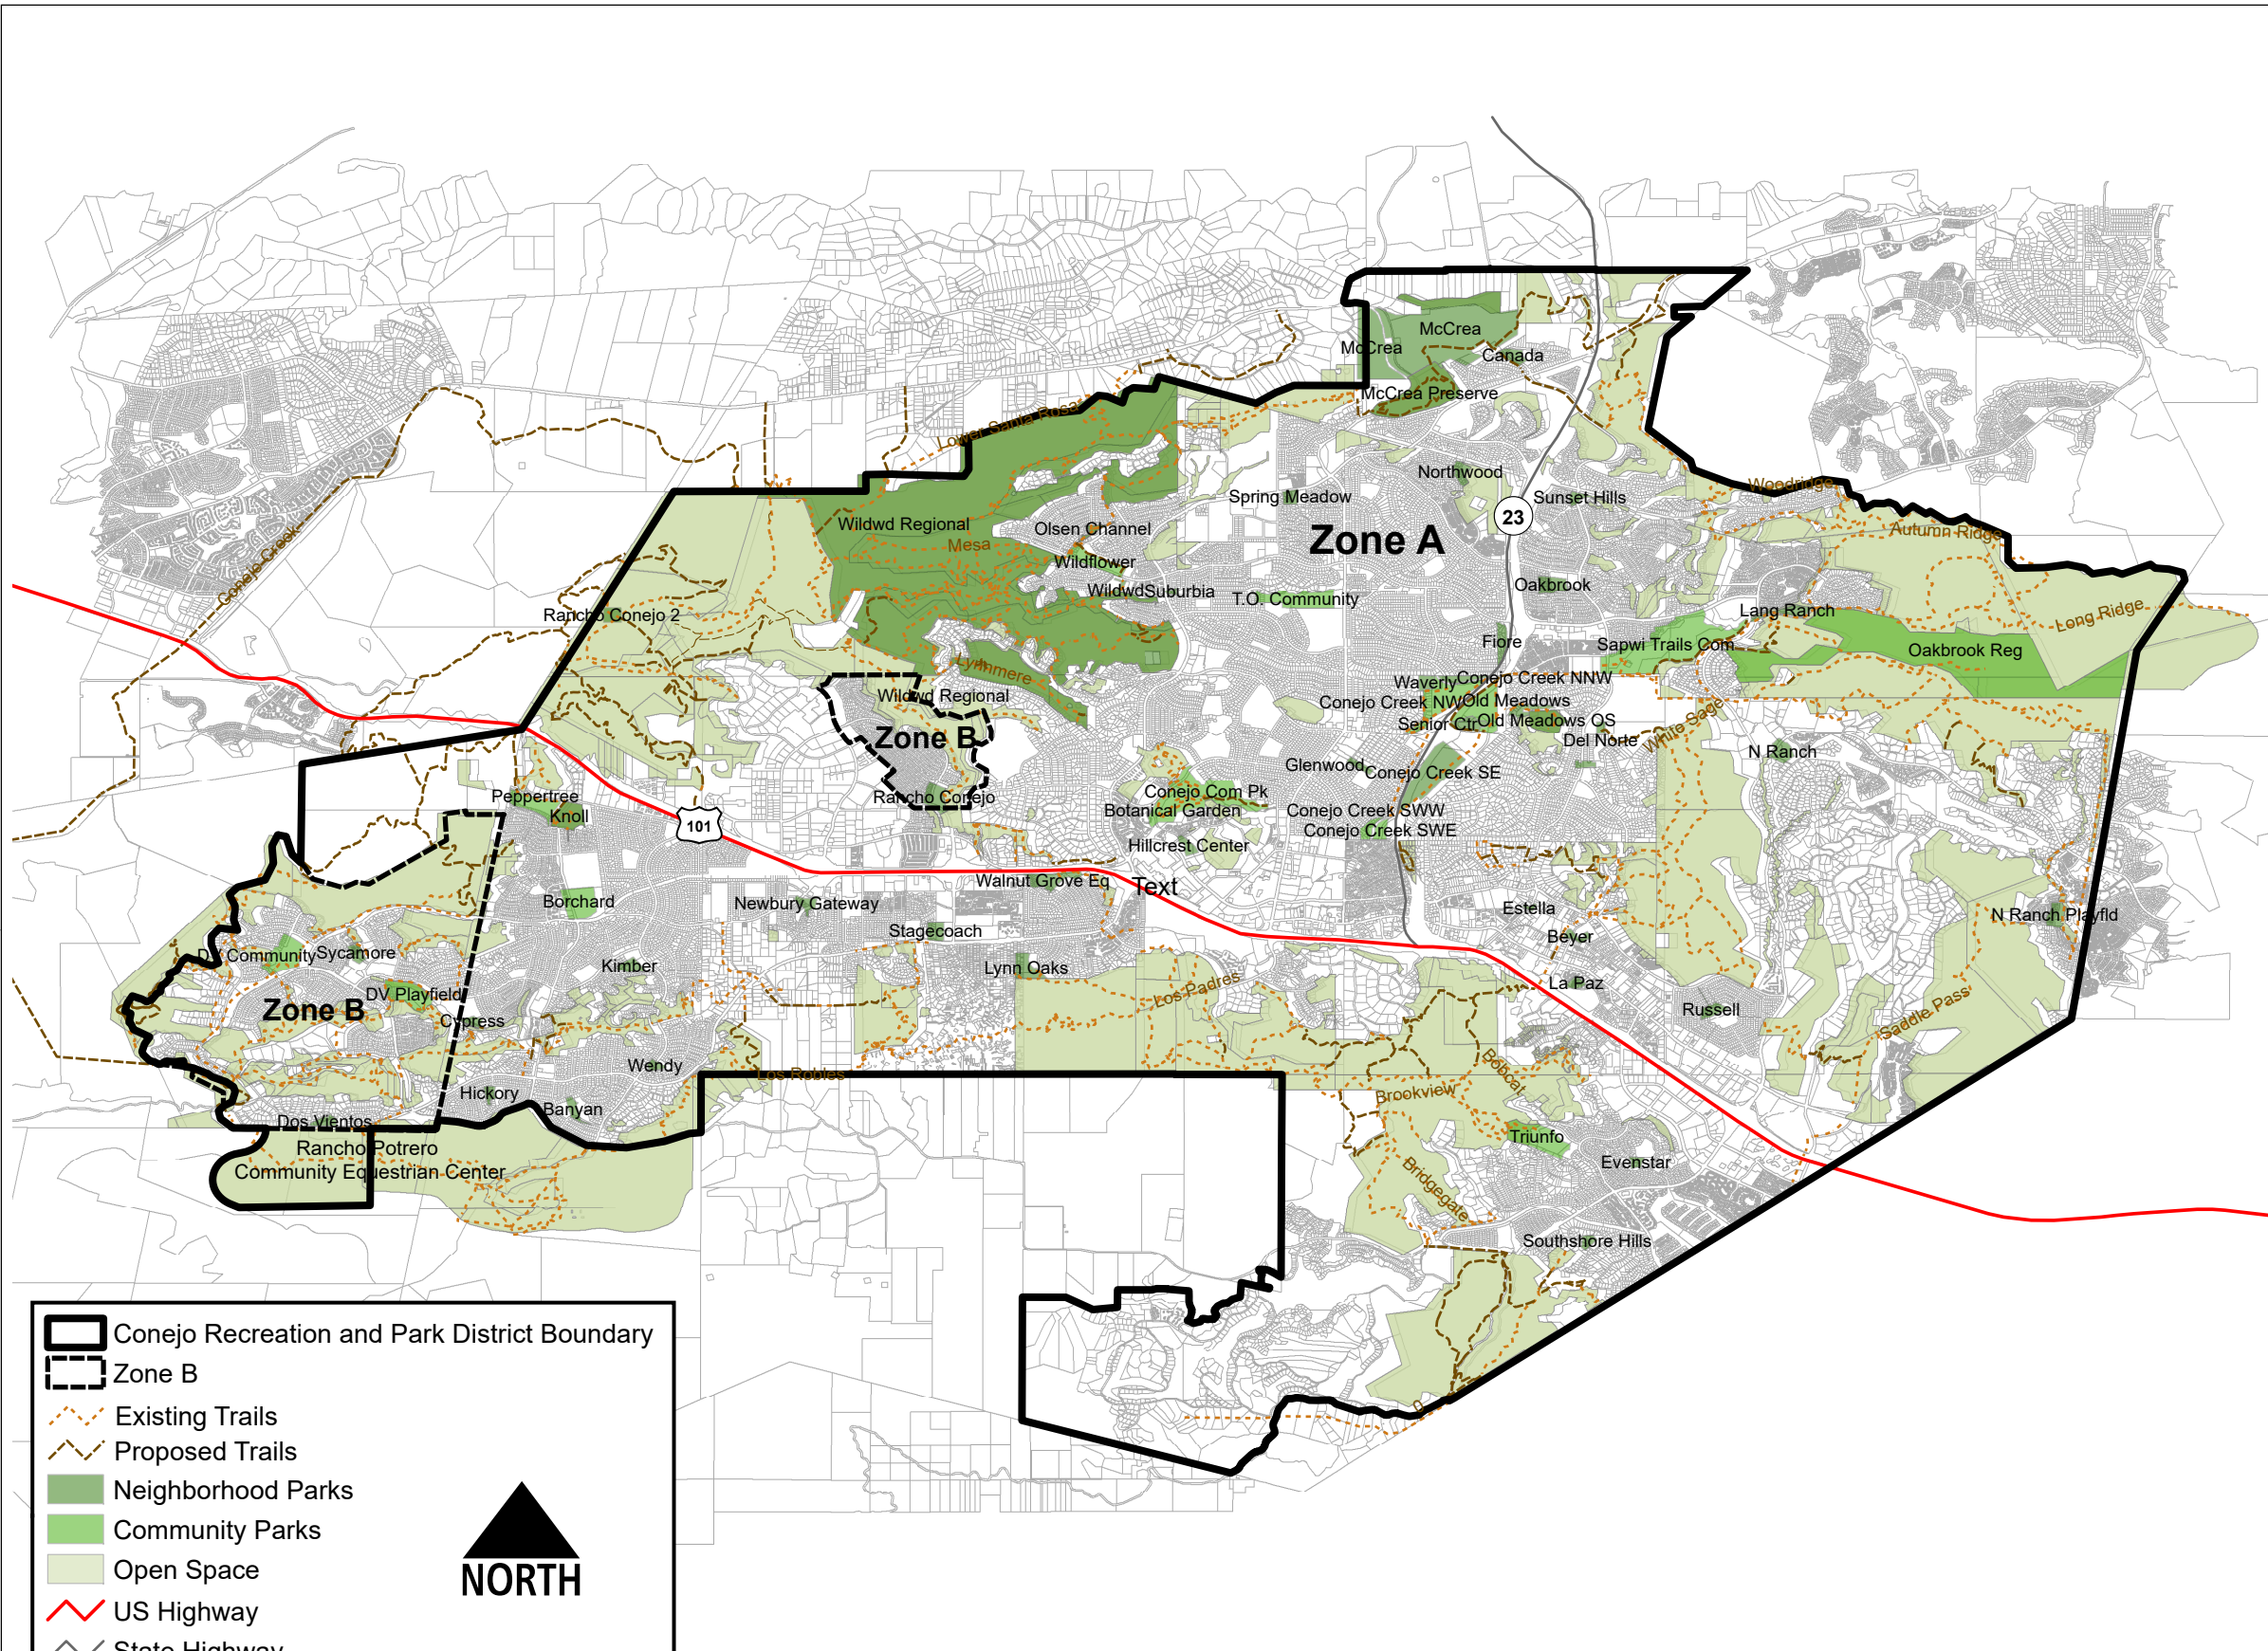 McCrea
McCrea
Canada
McCrea Preserve
Lower Santa Rosa
Northwood
Woodridge
Spring Meadow
Sunset Hills
23
Wildwd Regional
Olsen Channel
Zone A
Autumn Ridge
Mesa
Wildflower
Conejo Creek
Oakbrook
WildwdSuburbia
T.O. Community
Lang Ranch
Long Ridge
Rancho Conejo 2
Fiore
Sapwi Trails Com
Oakbrook Reg
Lynnmere
Waverly
Conejo Creek NNW
Wildwd Regional
Conejo Creek NW
Old Meadows
Senior Ctr
Old Meadows OS
White Sage
Zone B
Del Norte
N Ranch
Glenwood
Conejo Creek SE
Peppertree
Rancho Conejo
Conejo Com Pk
Knoll
Botanical Garden
Conejo Creek SWW
101
Conejo Creek SWE
Hillcrest Center
Walnut Grove Eq
Text
Borchard
Newbury Gateway
Estella
N Ranch Playfld
Stagecoach
Beyer
DV Community
Sycamore
Kimber
Lynn Oaks
La Paz
Los Padres
DV Playfield
Zone B
Russell
Cypress
Saddle Pass
Wendy
Los Robles
Bobcat
Hickory
Brookview
Banyan
Dos Vientos
Triunfo
Rancho Potrero
Community Equestrian Center
Evenstar
Bridgegate
Southshore Hills
Conejo Recreation and Park District Boundary
Zone B
Existing Trails
Proposed Trails
Neighborhood Parks
Community Parks
Open Space
NORTH
US Highway
State Highway